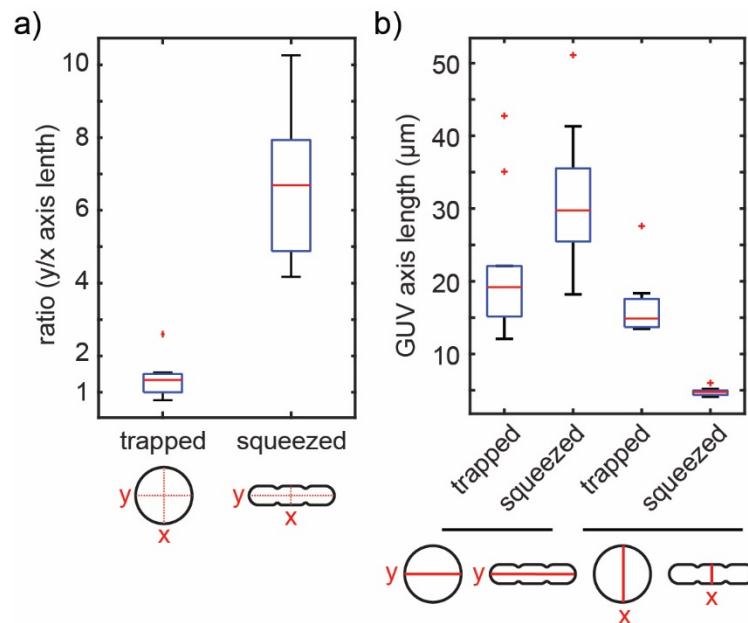 a)
ratio (y/x axis lenth)
10
8
6
4
2
1
trapped
squeezed
y
x
y
x
b)
GUV axis length (µm)
50
40
30
20
10
trapped
squeezed
trapped
squeezed
y
y
x
x